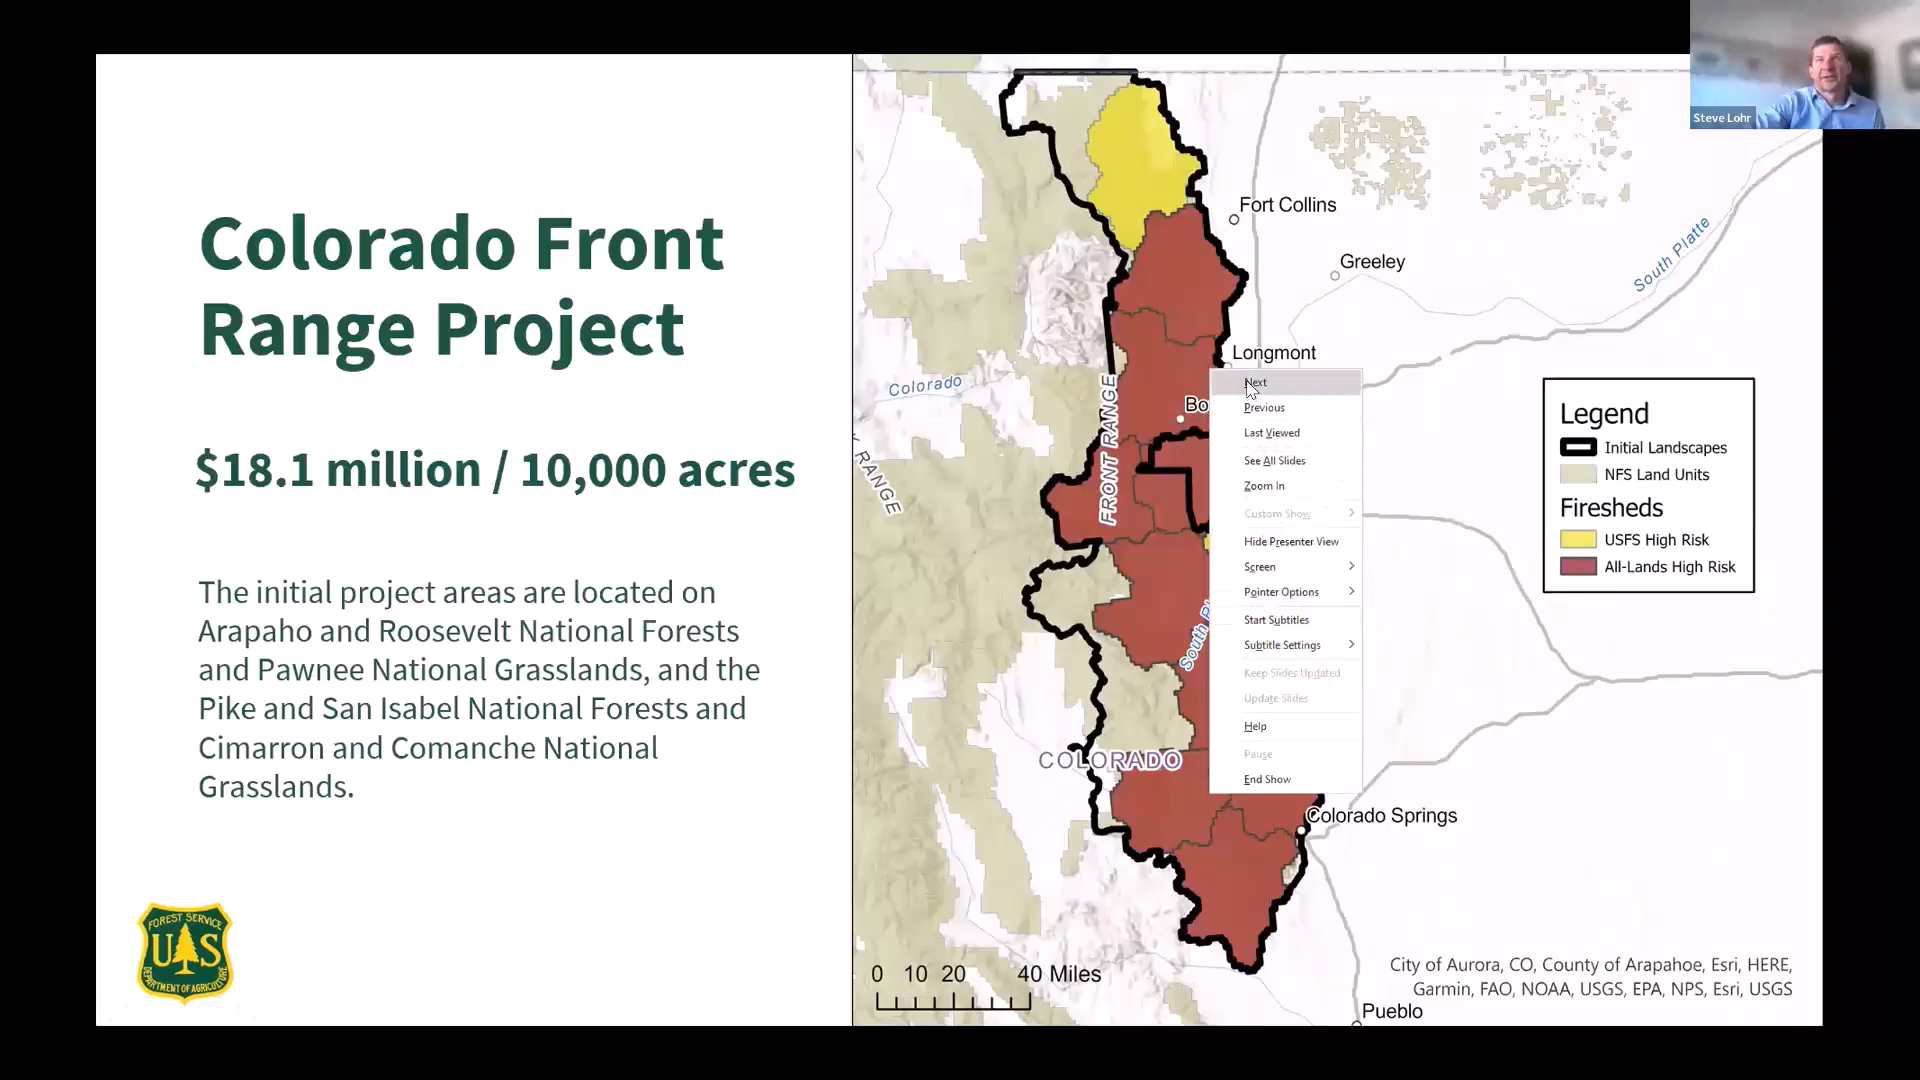 Steve Lohr
Colorado Front
Range Project
$18.1 million / 10,000 acres
The initial project areas are located on
Arapaho and Roosevelt National Forests
and Pawnee National Grasslands, and the
Pike and San Isabel National Forests and
Cimarron and Comanche National
Grasslands.
FOREST SERVICE
U S
DEPARTMENT OF AGRICULTURE
Fort Collins
Greeley
South Platte
Longmont
Colorado
FRONT RANGE
RANGE
COLORADO
Colorado Springs
Pueblo
South
Next
Previous
Last Viewed
See All Slides
Zoom In
Custom Show
Hide Presenter View
Screen
Pointer Options
Start Subtitles
Subtitle Settings
Keep Slides Updated
Update Slides
Help
Pause
End Show
Legend
Initial Landscapes
NFS Land Units
Firesheds
USFS High Risk
All-Lands High Risk
0 10 20 40 Miles
City of Aurora, CO, County of Arapahoe, Esri, HERE,
Garmin, FAO, NOAA, USGS, EPA, NPS, Esri, USGS